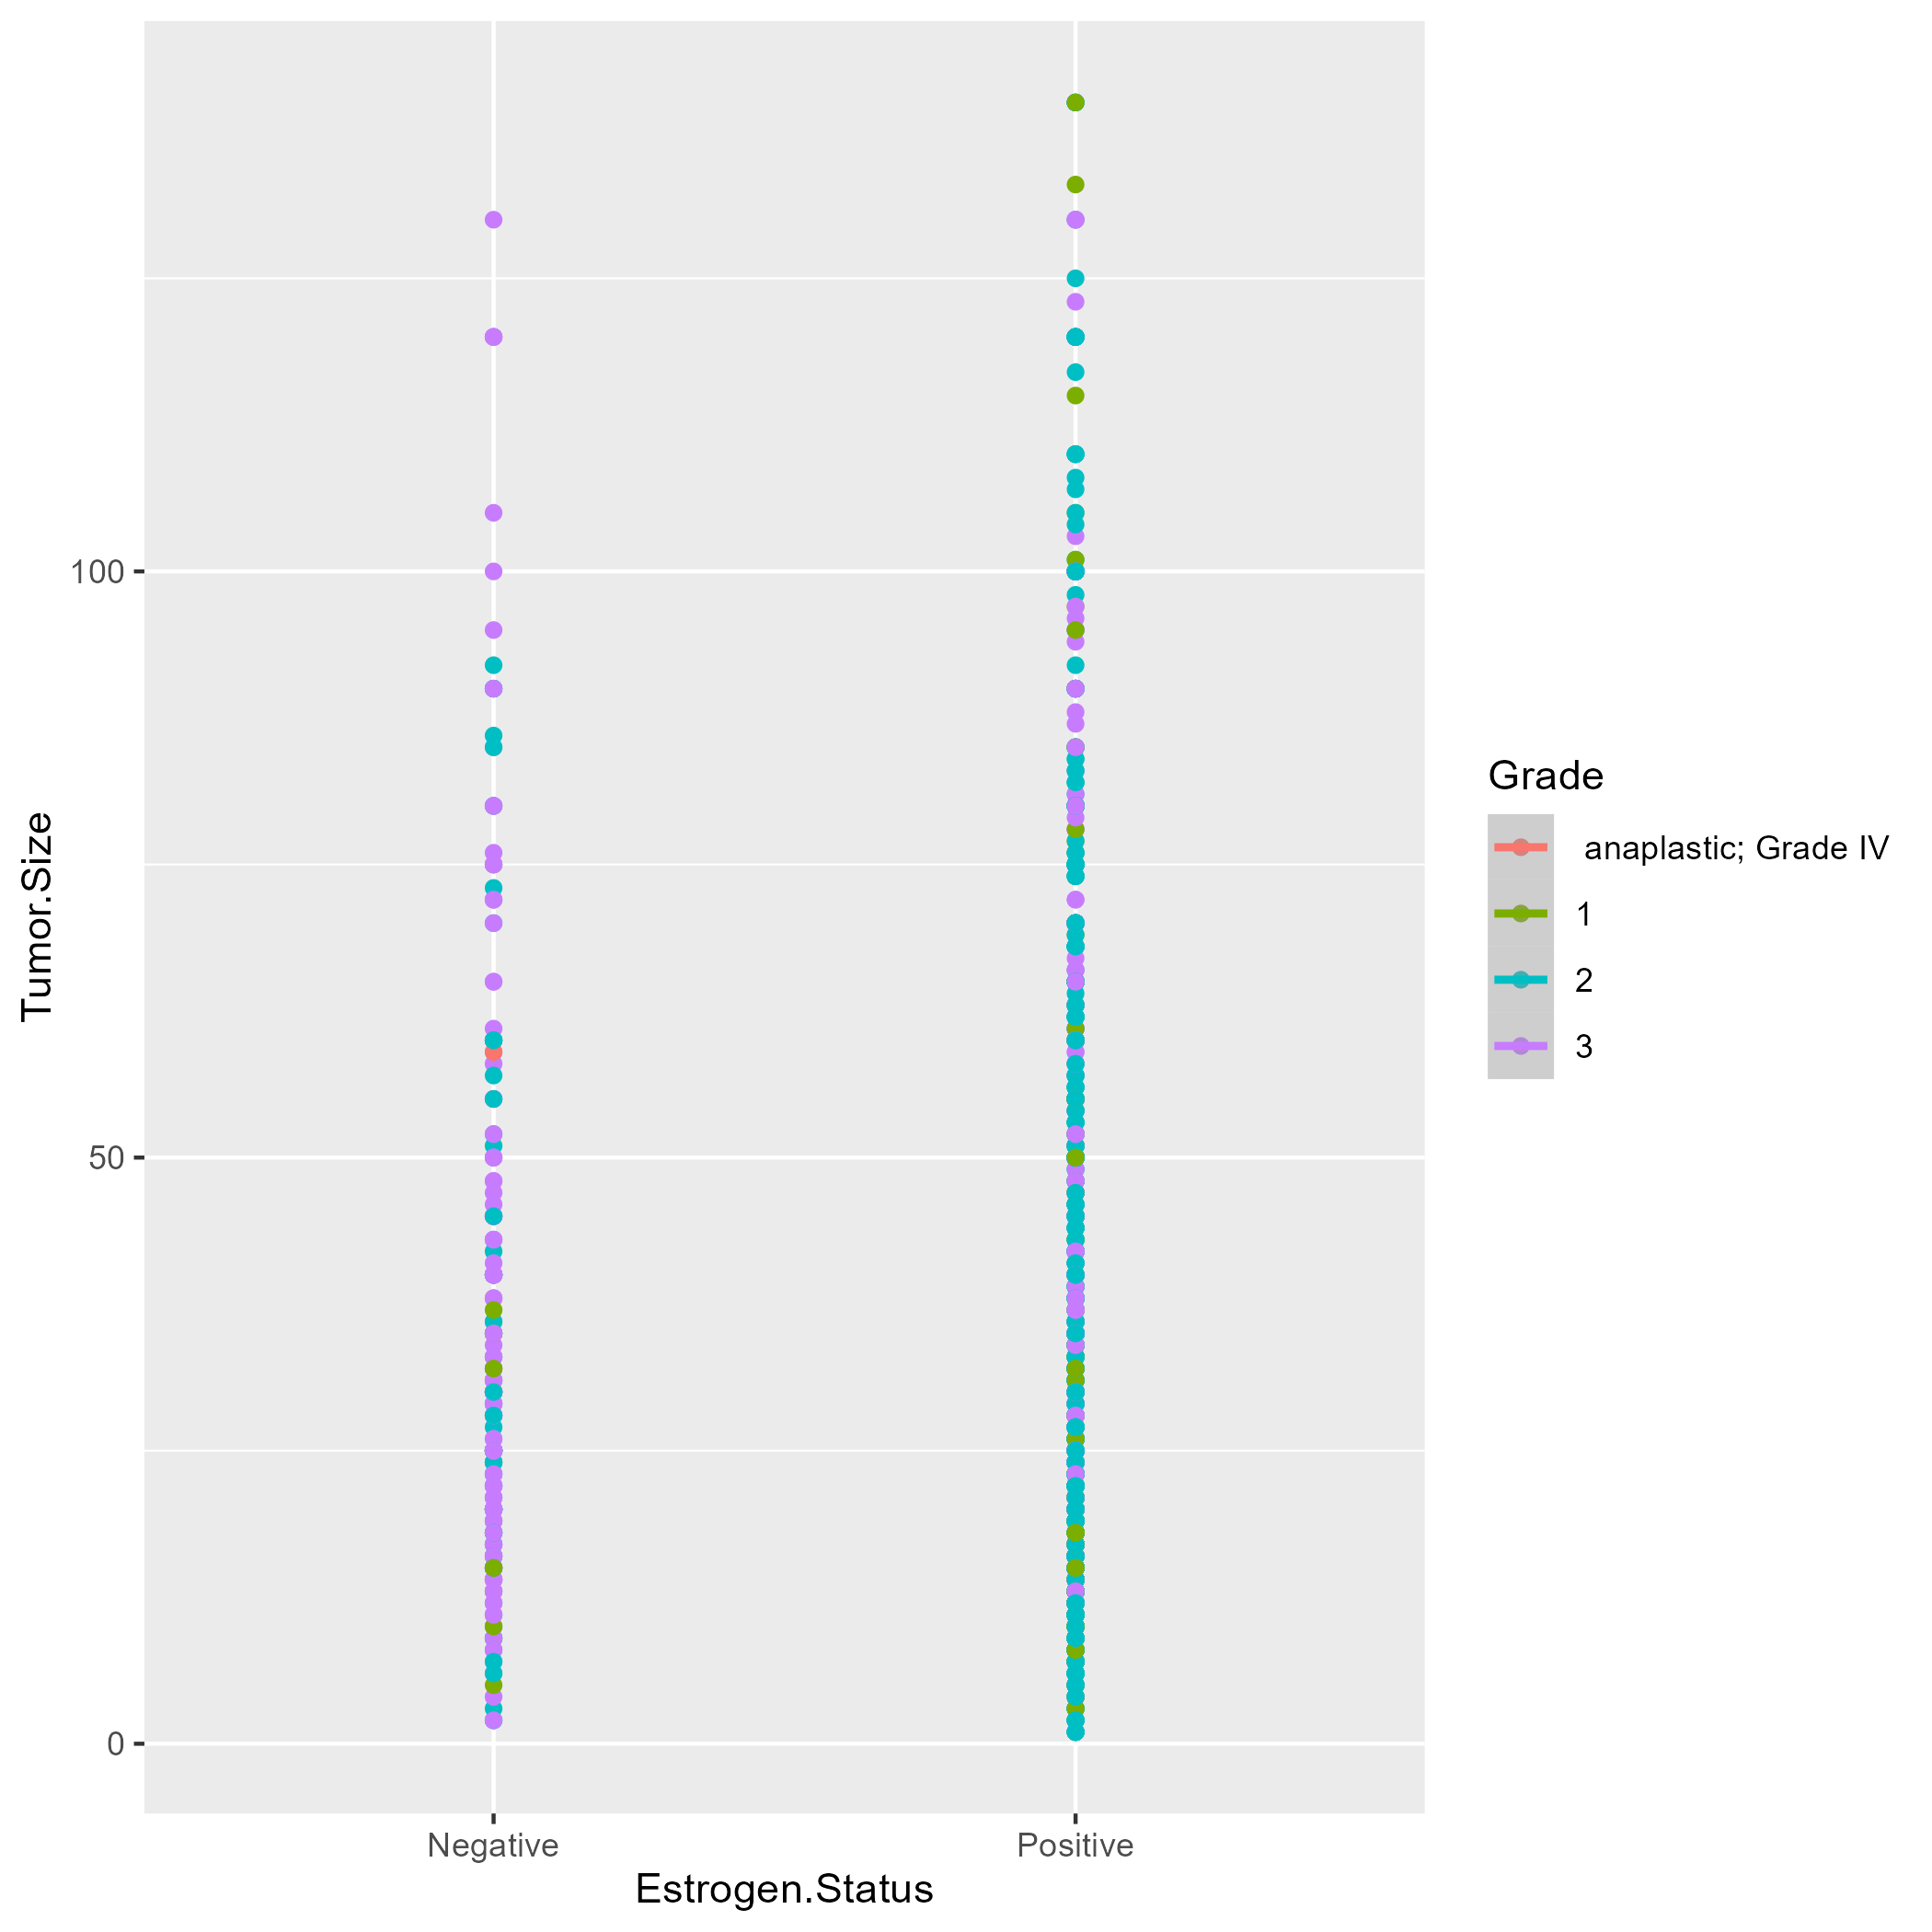 Tumor.Size
100
50
0
Negative
Positive
Estrogen.Status
Grade
anaplastic; Grade IV
1
2
3